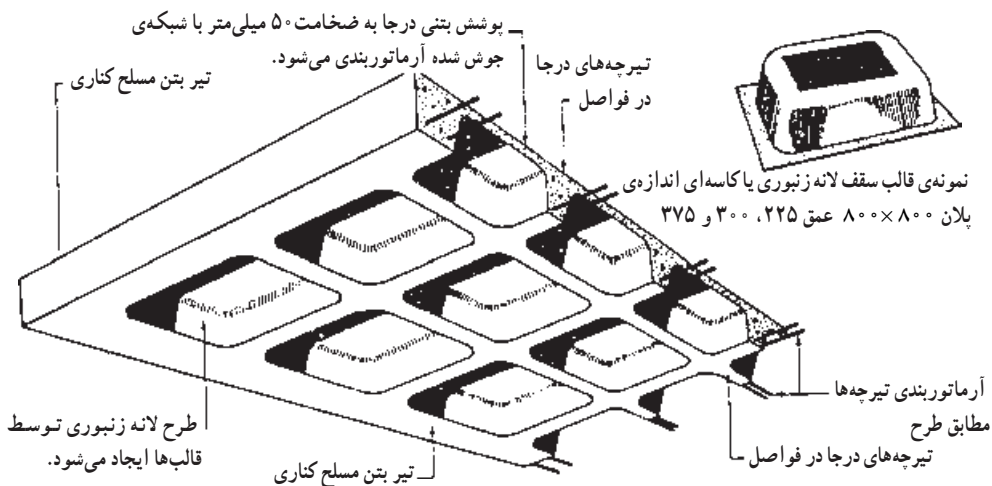 پوشش بتنی درجا به ضخامت ۵۰ میلی‌متر با شبکه‌ی
جوش شده آرماتوربندی می‌شود.
تیرچه‌های درجا
در فواصل
تیر بتن مسلح کناری
نمونه‌ی قالب سقف لانه زنبوری یا کاسه‌ای اندازه‌ی
پلان ۸۰۰×۸۰۰ عمق ۲۲۵، ۳۰۰ و ۳۷۵
آرماتوربندی تیرچه‌ها
مطابق طرح
تیرچه‌های درجا در فواصل
تیر بتن مسلح کناری
طرح لانه زنبوری توسط
قالب‌ها ایجاد می‌شود.